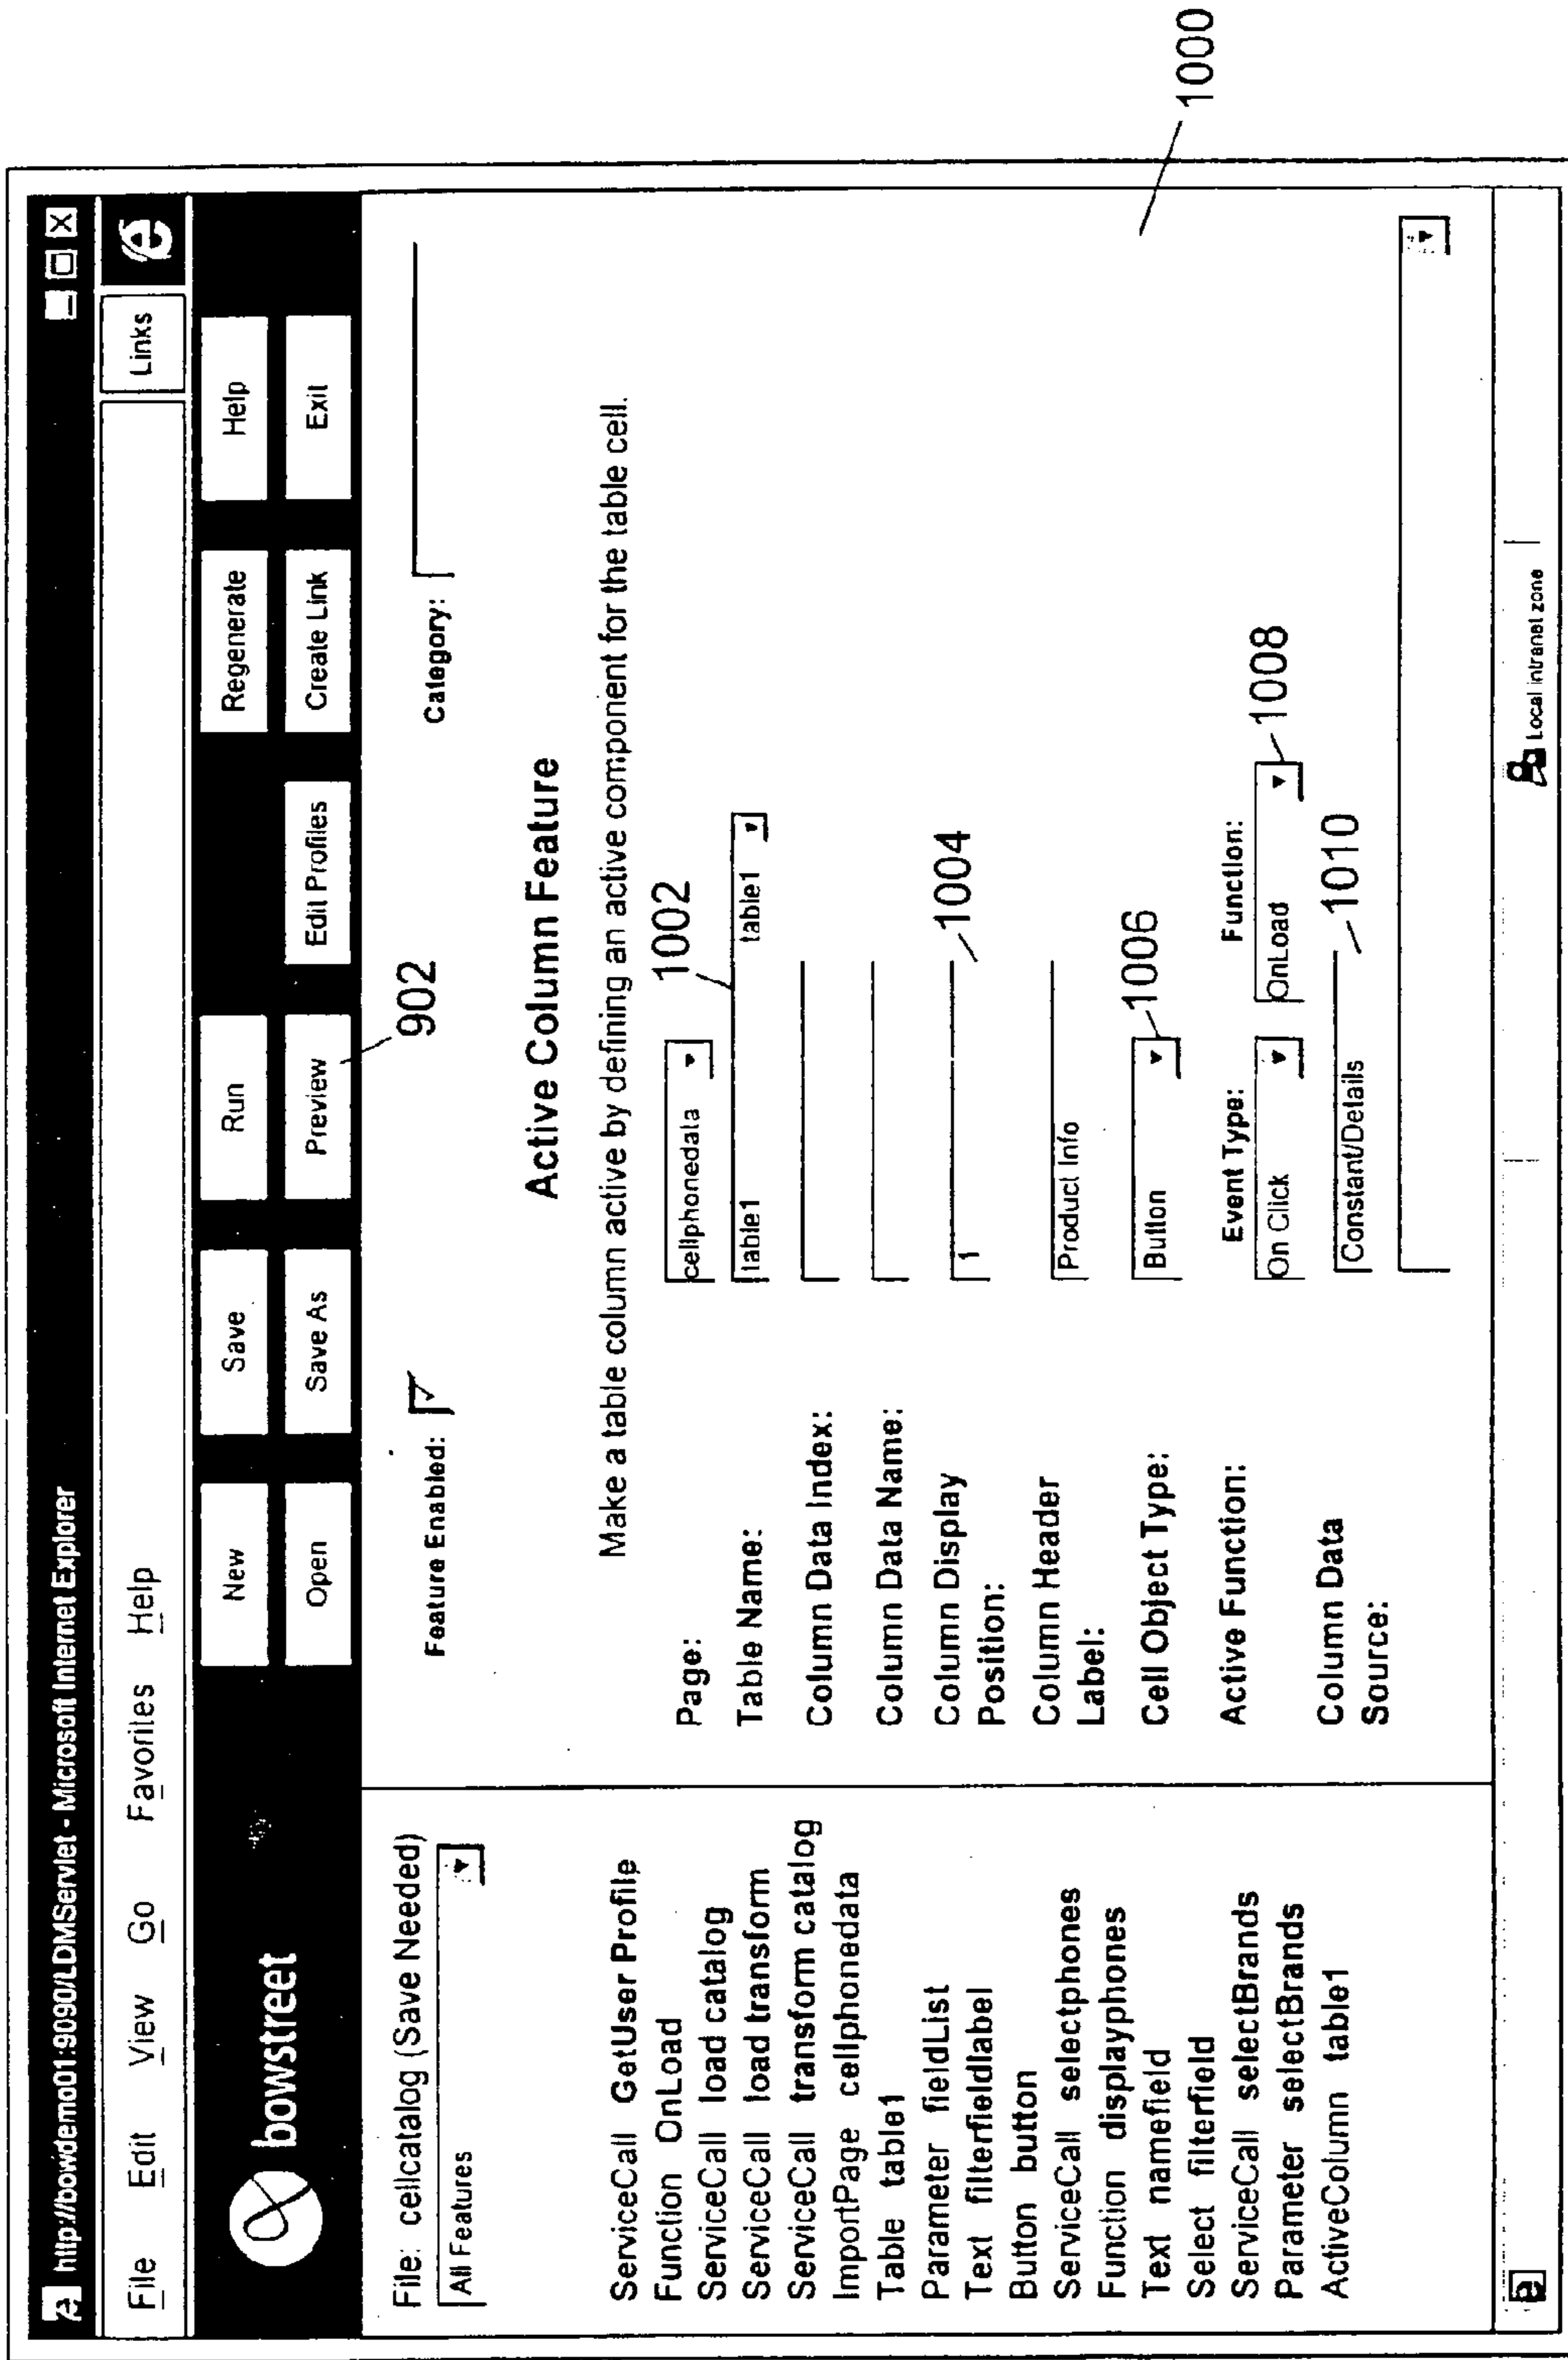 http://bowdemo01:9090/LDMServlet - Microsoft Internet Explorer
File Edit View Go Favorites Help
Links
bowstreet
New Save Run Regenerate Help
Open Save As Preview Edit Profiles Create Link Exit
902
File: cellcatalog (Save Needed)
All Features
ServiceCall GetUser Profile
Function OnLoad
ServiceCall load catalog
ServiceCall load transform
ServiceCall transform catalog
ImportPage cellphonedata
Table table1
Parameter fieldList
Text filterfieldlabel
Button button
ServiceCall selectphones
Function displayphones
Text namefield
Select filterfield
ServiceCall selectBrands
Parameter selectBrands
ActiveColumn table1
Feature Enabled:
Category:
Active Column Feature
Make a table column active by defining an active component for the table cell.
Page: cellphonedata
1002
Table Name: table1 table1
Column Data Index:
Column Data Name:
Column Display
Position: 1
1004
Column Header
Label: Product Info
Cell Object Type: Button
1006
Event Type: Function:
Active Function: On Click OnLoad
1008
Column Data
Source: Constant/Details
1010
1000
Local intranet zone